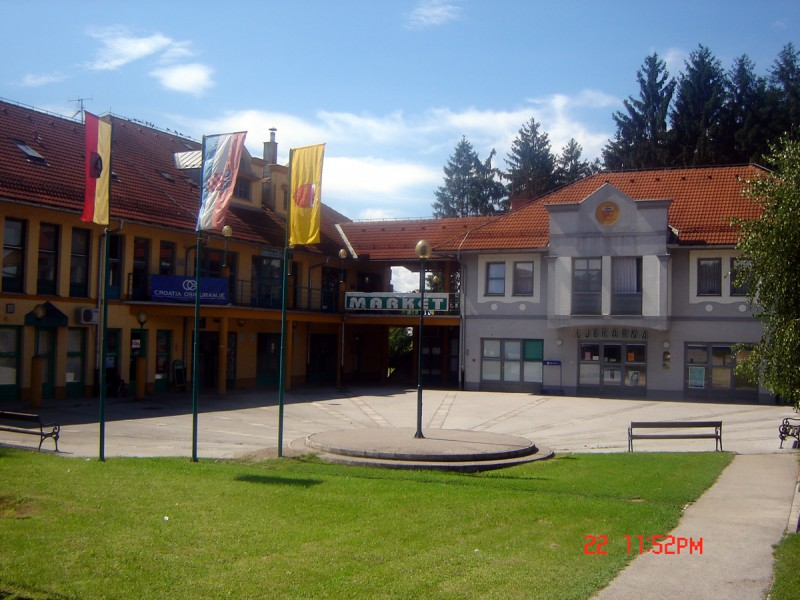 CROATIA OSIGURANJE
MARKET
LJEKARNA
22 11:52PM